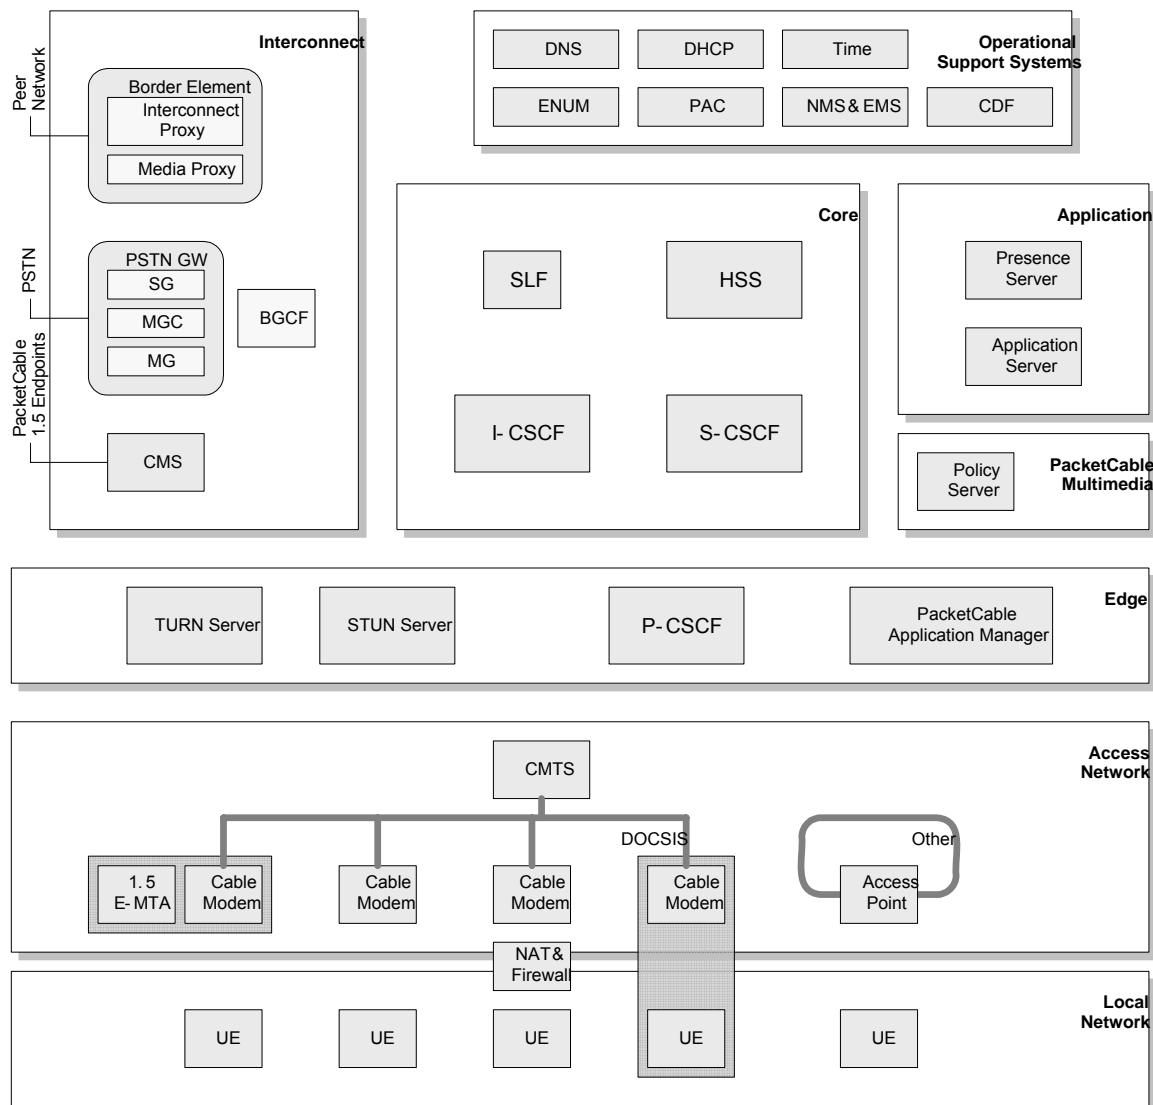 Interconnect
Peer
Network
Border Element
Interconnect
Proxy
Media Proxy
PSTN
PSTN GW
SG
MGC
MG
BGCF
PacketCable
1.5 Endpoints
CMS
Operational
Support Systems
DNS
DHCP
Time
ENUM
PAC
NMS & EMS
CDF
Core
SLF
HSS
I- CSCF
S- CSCF
Application
Presence
Server
Application
Server
PacketCable
Multimedia
Policy
Server
Edge
TURN Server
STUN Server
P- CSCF
PacketCable
Application Manager
Access
Network
CMTS
DOCSIS
Other
1. 5
E- MTA
Cable
Modem
Cable
Modem
Cable
Modem
Cable
Modem
Access
Point
NAT &
Firewall
Local
Network
UE
UE
UE
UE
UE